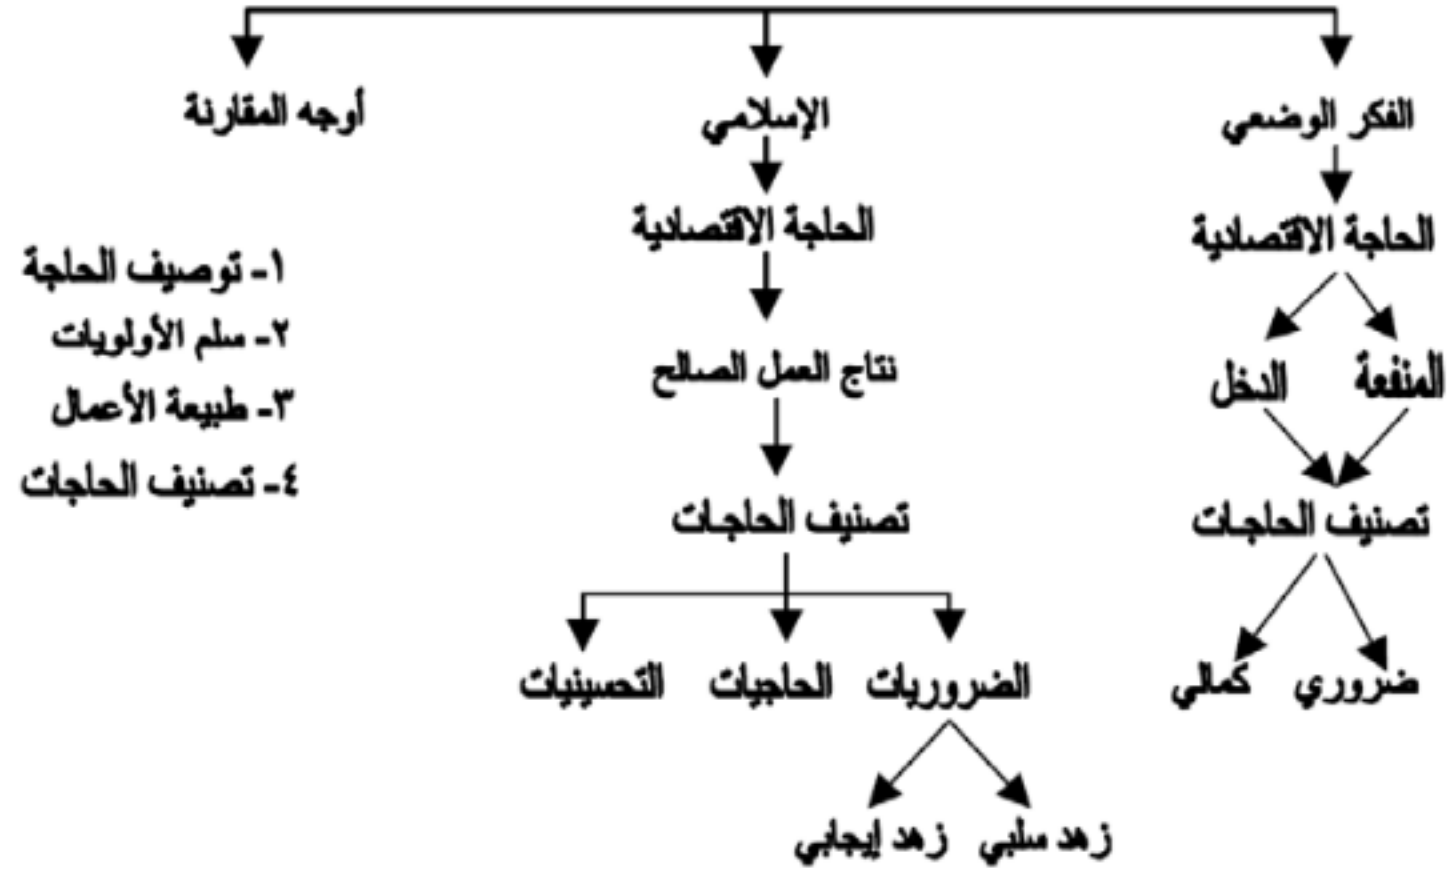 الفكر الوضعي
الإسلامي
أوجه المقارنة
الحاجة الاقتصادية
الحاجة الاقتصادية
١- توصيف الحاجة
٢- سلم الأولويات
٣- طبيعة الأعمال
٤- تصنيف الحاجات
المنفعة
الدخل
نتاج العمل الصالح
تصنيف الحاجات
تصنيف الحاجات
ضروري
كمالي
الضروريات
الحاجيات
التحسينيات
زهد سلبي
زهد إيجابي